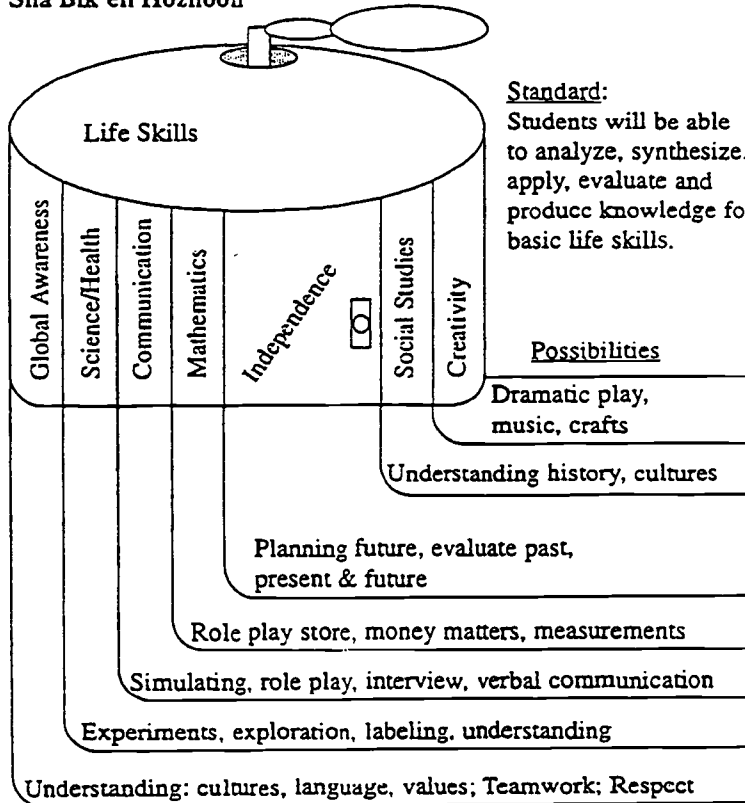 Life Skills
Standard:
Students will be able
to analyze, synthesize,
apply, evaluate and
produce knowledge fo
basic life skills.
Global Awareness
Science/Health
Communication
Mathematics
Independence
Social Studies
Creativity
Possibilities
Dramatic play,
music, crafts
Understanding history, cultures
Planning future, evaluate past,
present & future
Role play store, money matters, measurements
Simulating, role play, interview, verbal communication
Experiments, exploration, labeling, understanding
Understanding: cultures, language, values; Teamwork; Respect